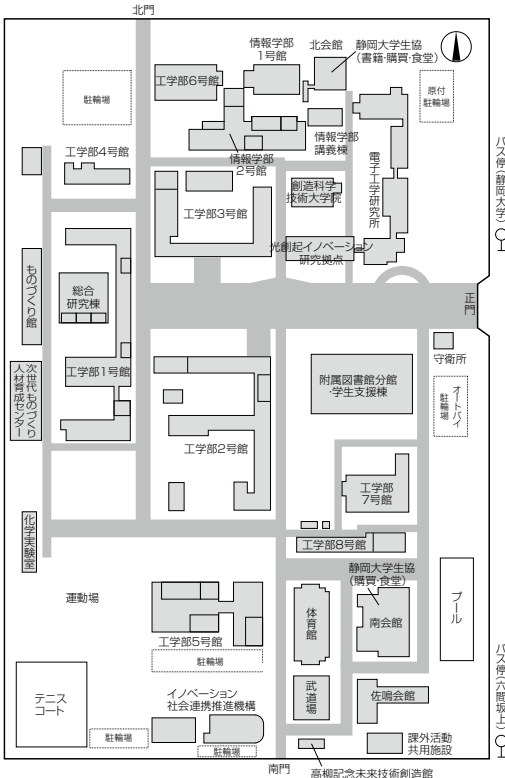 北門
情報学部
1号館
北会館
静岡大学生協
(書籍・購買・食堂)
工学部6号館
駐輪場
原付
駐輪場
情報学部
講義棟
情報学部
2号館
工学部4号館
電子工学研究所
バス停(静岡大学)
創造科学
技術大学院
工学部3号館
光創起イノベーション
研究拠点
ものづくり館
総合
研究棟
正門
守衛所
次世代ものづくり
人材育成センター
工学部1号館
附属図書館分館
・学生支援棟
オートバイ
駐輪場
工学部2号館
工学部
7号館
化学実験室
工学部8号館
静岡大学生協
(購買・食堂)
運動場
体育館
南会館
プール
工学部5号館
駐輪場
バス停(六間坂上)
テニス
コート
イノベーション
社会連携推進機構
武道場
佐鳴会館
駐輪場
駐輪場
課外活動
共用施設
南門
高柳記念未来技術創造館